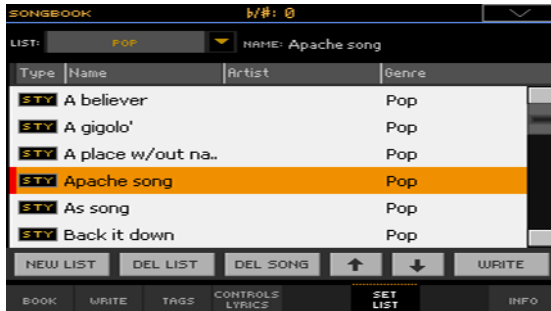 SONGBOOK b/#: 0
LIST: POP NAME: Apache song
Type Name Artist Genre
STY A believer Pop
STY A gigolo' Pop
STY A place w/out na.. Pop
STY Apache song Pop
STY As song Pop
STY Back it down Pop
NEW LIST DEL LIST DEL SONG WRITE
BOOK WRITE TAGS CONTROLS LYRICS SET LIST INFO